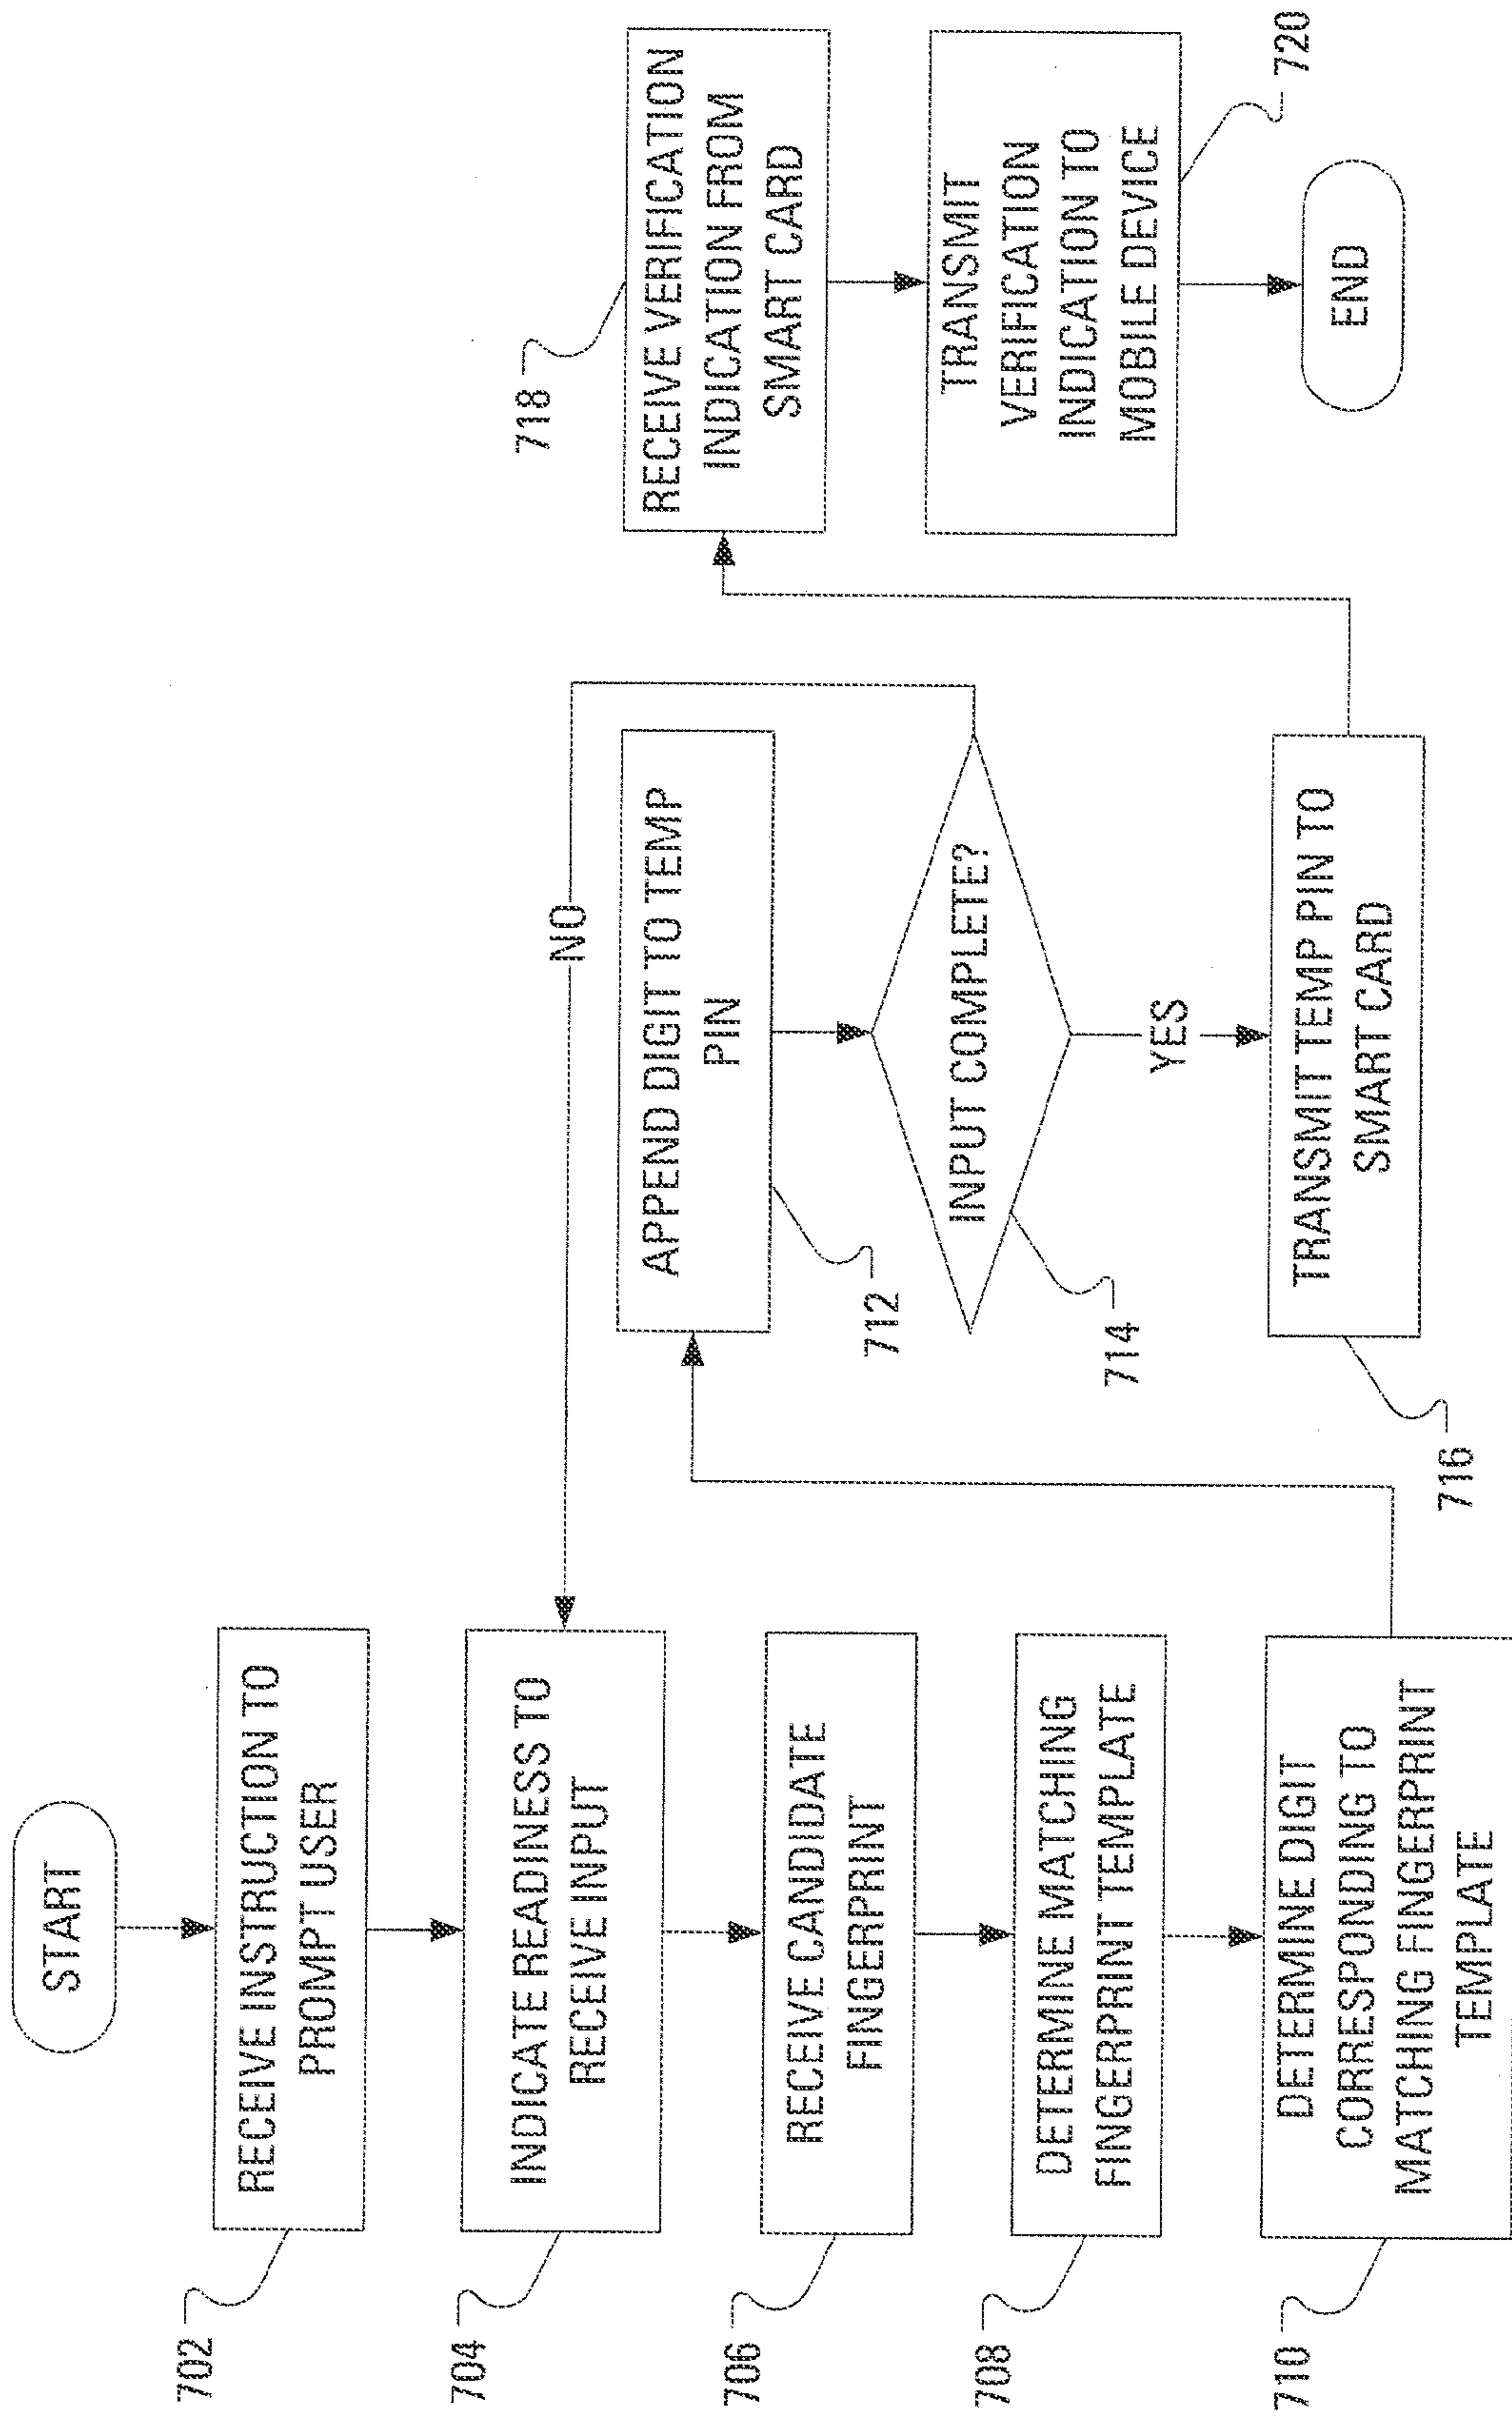 START
702
RECEIVE INSTRUCTION TO
PROMPT USER
704
INDICATE READINESS TO
RECEIVE INPUT
706
RECEIVE CANDIDATE
FINGERPRINT
708
DETERMINE MATCHING
FINGERPRINT TEMPLATE
710
DETERMINE DIGIT
CORRESPONDING TO
MATCHING FINGERPRINT
TEMPLATE
NO
APPEND DIGIT TO TEMP
PIN
712
INPUT COMPLETE?
714
YES
TRANSMIT TEMP PIN TO
SMART CARD
716
718
RECEIVE VERIFICATION
INDICATION FROM
SMART CARD
TRANSMIT
VERIFICATION
INDICATION TO
MOBILE DEVICE
720
END